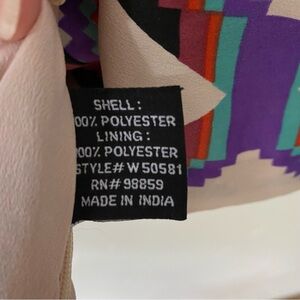 SHELL:
00% POLYESTER
LINING:
00% POLYESTER
STYLE# W50581
RN# 98859
MADE IN INDIA